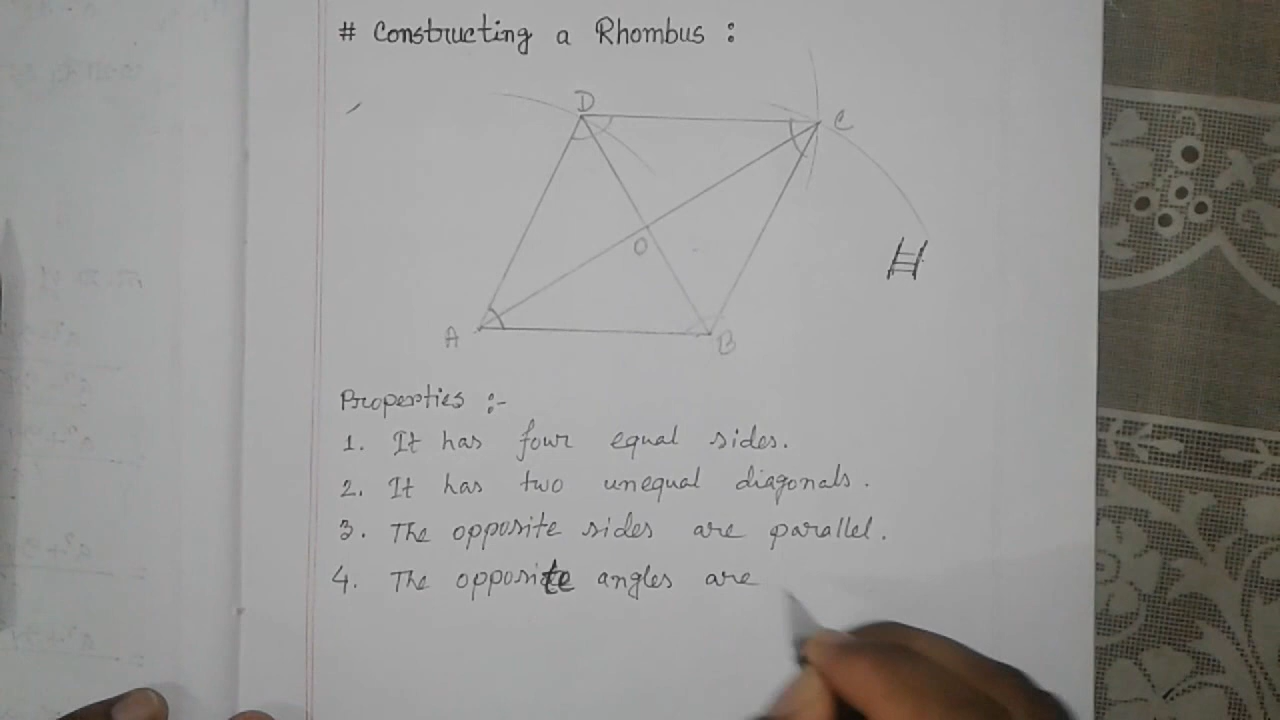 # Constructing a Rhombus :
D
C
O
A
B
Properties :-
1. It has four equal sides.
2. It has two unequal diagonals.
3. The opposite sides are parallel.
4. The opposite angles are